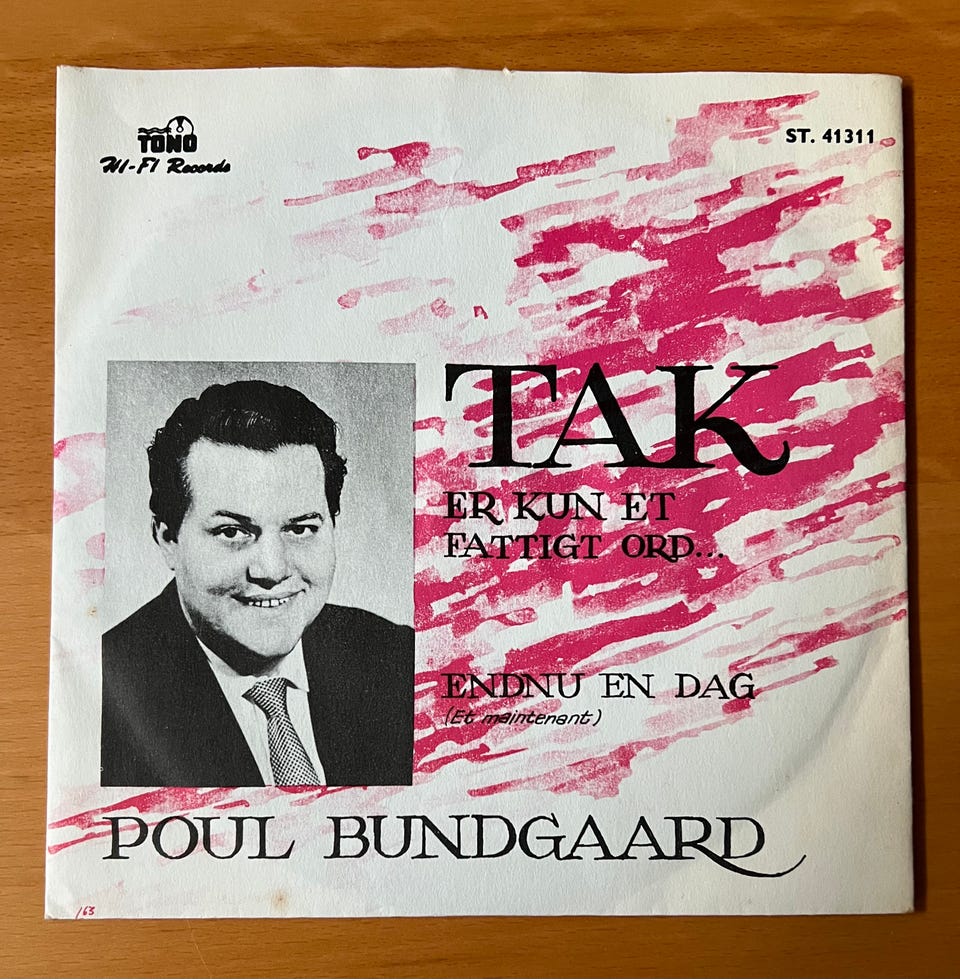 TONO
HI-FI Records
ST. 41311
TAK
ER KUN ET
FATTIGT ORD...
ENDNU EN DAG
(Et maintenant)
POUL BUNDGAARD
/63